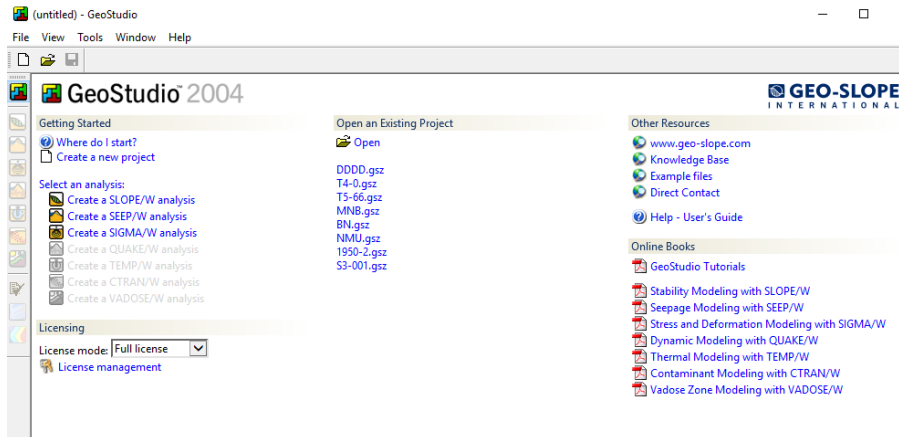 (untitled) - GeoStudio
File View Tools Window Help
GeoStudio™ 2004
GEO-SLOPE
INTERNATIONAL
Getting Started
Where do I start?
Create a new project
Select an analysis:
Create a SLOPE/W analysis
Create a SEEP/W analysis
Create a SIGMA/W analysis
Create a QUAKE/W analysis
Create a TEMP/W analysis
Create a CTRAN/W analysis
Create a VADOSE/W analysis
Licensing
License mode: Full license
License management
Open an Existing Project
Open
DDDD.gsz
T4-0.gsz
T5-66.gsz
MNB.gsz
BN.gsz
NMU.gsz
1950-2.gsz
S3-001.gsz
Other Resources
www.geo-slope.com
Knowledge Base
Example files
Direct Contact
Help - User's Guide
Online Books
GeoStudio Tutorials
Stability Modeling with SLOPE/W
Seepage Modeling with SEEP/W
Stress and Deformation Modeling with SIGMA/W
Dynamic Modeling with QUAKE/W
Thermal Modeling with TEMP/W
Contaminant Modeling with CTRAN/W
Vadose Zone Modeling with VADOSE/W